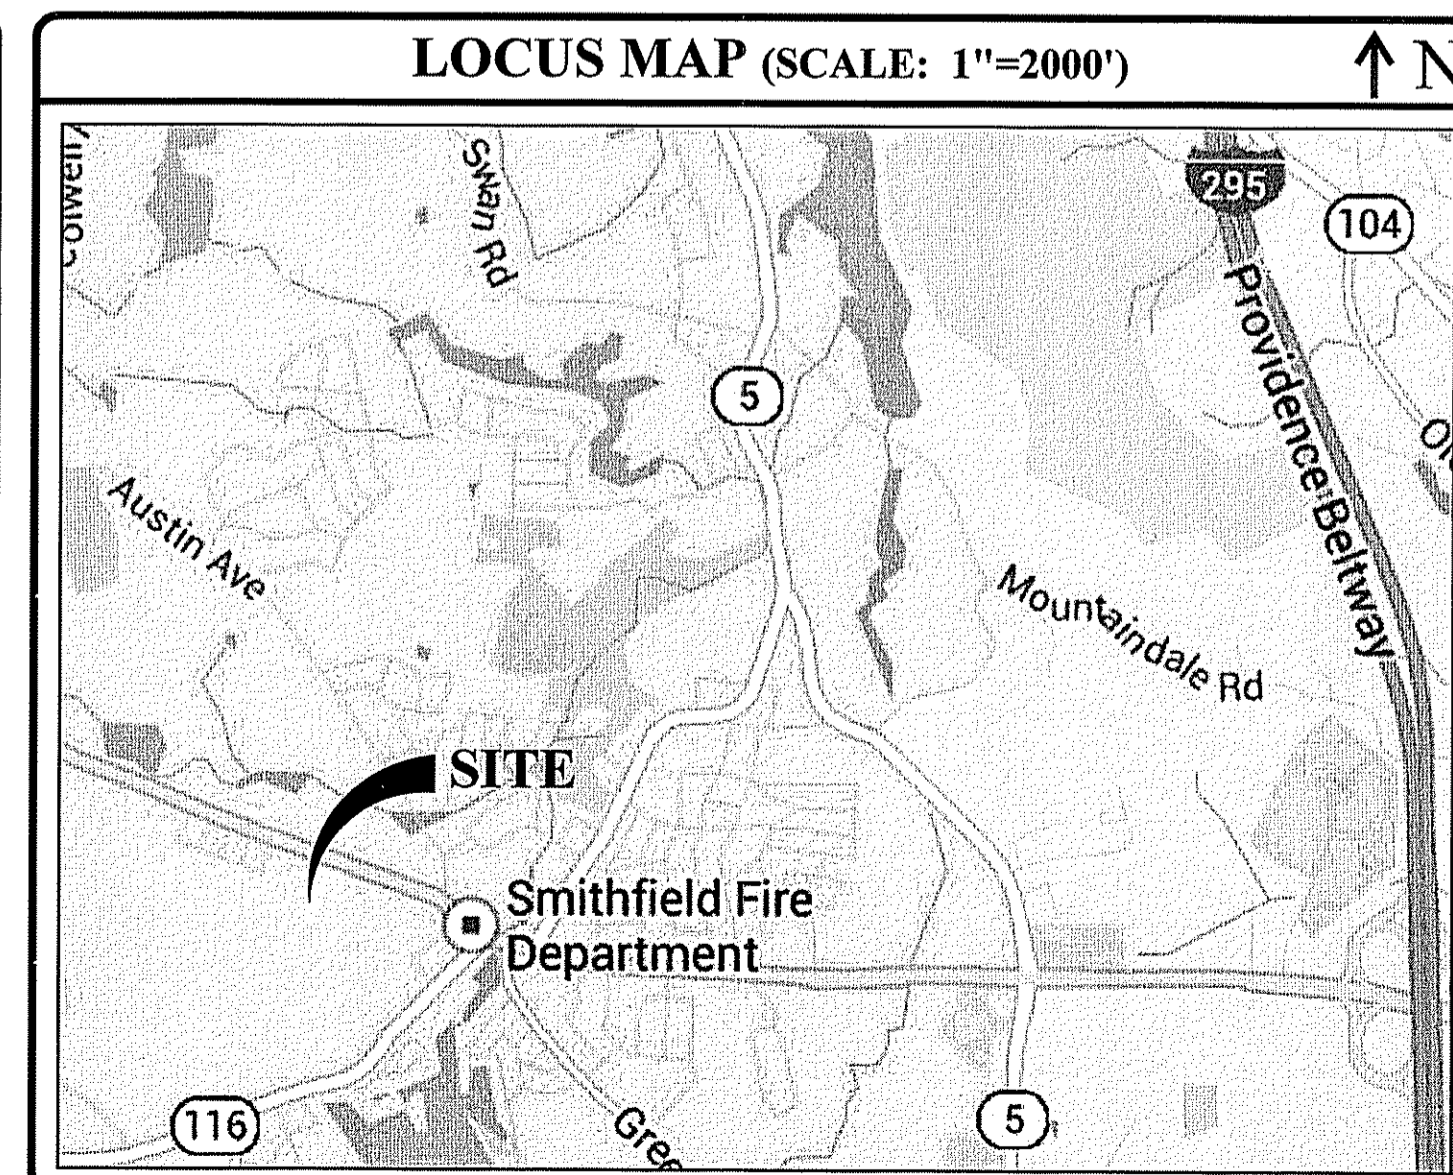 LOCUS MAP (SCALE: 1"=2000') N
Swan Rd
295
104
5
Providence Beltway
Austin Ave
Mountaindale Rd
SITE
Smithfield Fire
Department
116
5
Gree